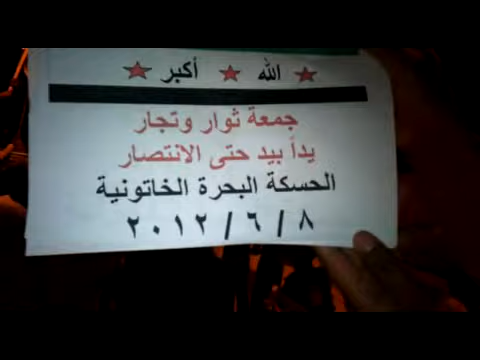 الله أكبر
جمعة ثوار وتجار
يداً بيد حتى الانتصار
الحسكة البحرة الخاتونية
٨ / ٦ / ٢٠١٢